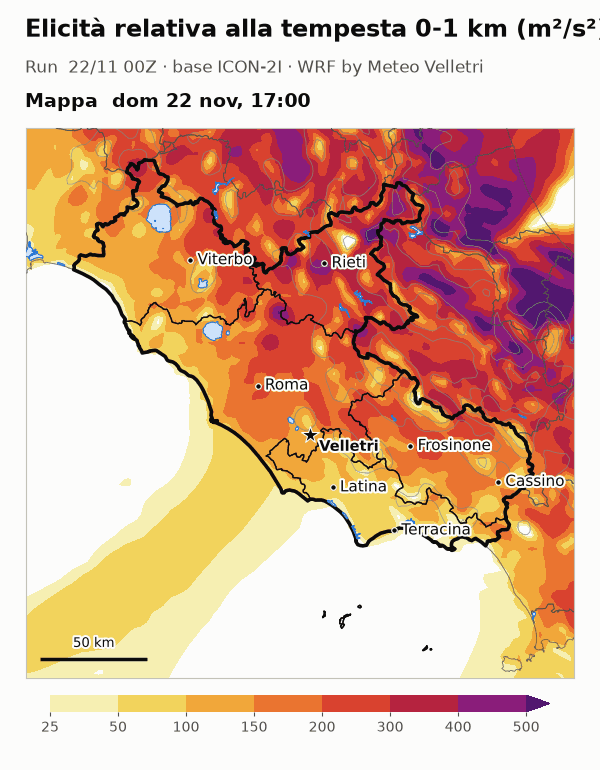 Elicità relativa alla tempesta 0-1 km (m²/s²)
Run  22/11 00Z · base ICON-2I · WRF by Meteo Velletri
Mappa  dom 22 nov, 17:00
Viterbo
Rieti
Roma
Velletri
Frosinone
Cassino
Latina
Terracina
50 km
25 50 100 150 200 300 400 500